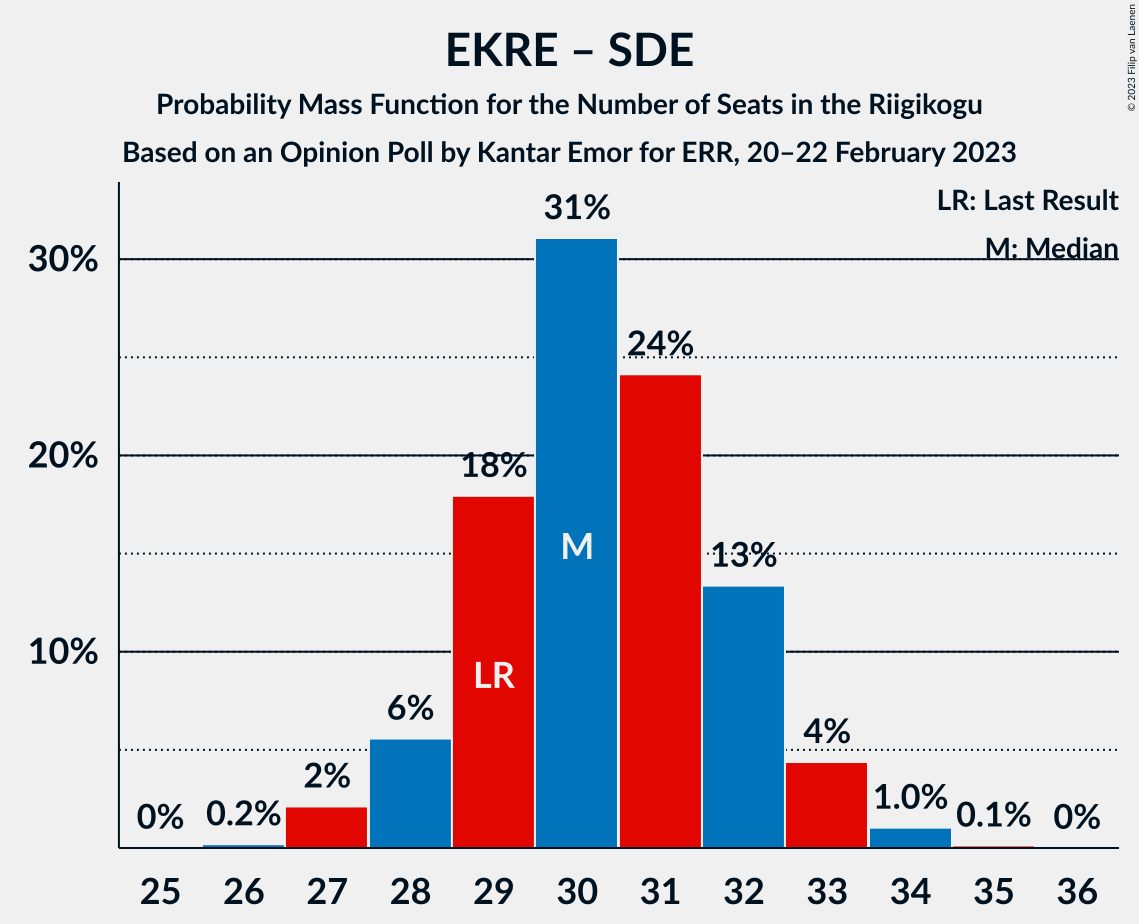 EKRE – SDE
Probability Mass Function for the Number of Seats in the Riigikogu
Based on an Opinion Poll by Kantar Emor for ERR, 20–22 February 2023
© 2023 Filip van Laenen
LR: Last Result
M: Median
30%
20%
10%
0%
0.2%
2%
6%
18%
31%
24%
13%
4%
1.0%
0.1%
0%
LR
M
25 26 27 28 29 30 31 32 33 34 35 36